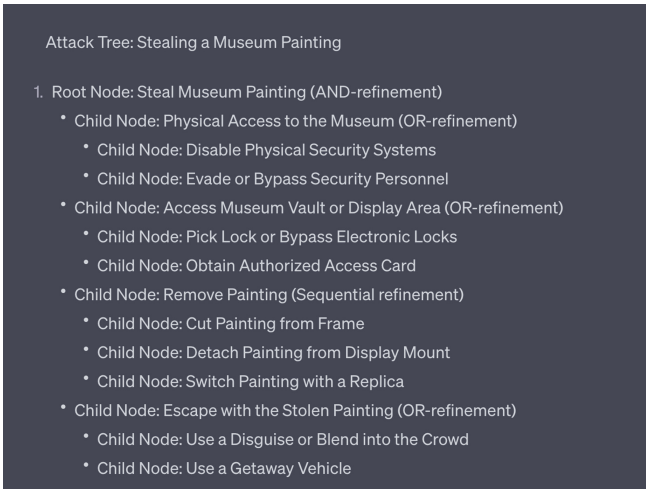 Attack Tree: Stealing a Museum Painting
1. Root Node: Steal Museum Painting (AND-refinement)
• Child Node: Physical Access to the Museum (OR-refinement)
• Child Node: Disable Physical Security Systems
• Child Node: Evade or Bypass Security Personnel
• Child Node: Access Museum Vault or Display Area (OR-refinement)
• Child Node: Pick Lock or Bypass Electronic Locks
• Child Node: Obtain Authorized Access Card
• Child Node: Remove Painting (Sequential refinement)
• Child Node: Cut Painting from Frame
• Child Node: Detach Painting from Display Mount
• Child Node: Switch Painting with a Replica
• Child Node: Escape with the Stolen Painting (OR-refinement)
• Child Node: Use a Disguise or Blend into the Crowd
• Child Node: Use a Getaway Vehicle